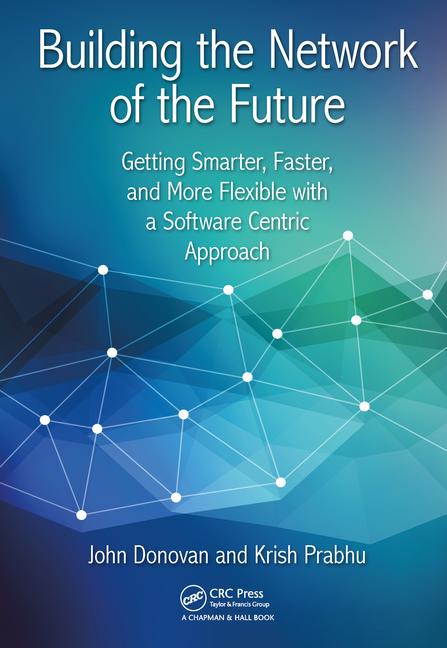 Building the Network
of the Future
Getting Smarter, Faster,
and More Flexible with
a Software Centric
Approach
John Donovan and Krish Prabhu
CRC
CRC Press
Taylor & Francis Group
A CHAPMAN & HALL BOOK